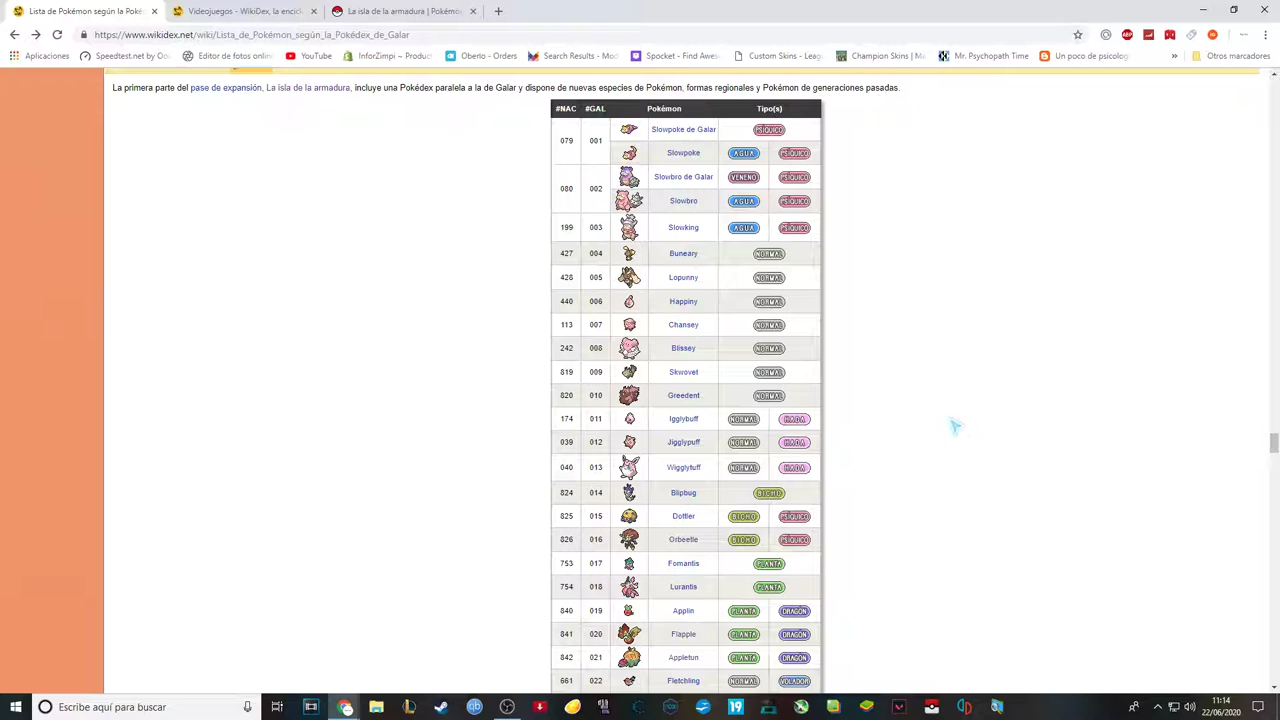 Lista de Pokémon según la Poké
Videojuegos - WikiDex, la encicl
La isla de la armadura | Pokémon
https://www.wikidex.net/wiki/Lista_de_Pokémon_según_la_Pokédex_de_Galar
Aplicaciones Speedtest.net by Oo Editor de fotos online YouTube InforZimpi ~ Product Oberlo - Orders Search Results - Mod Spocket - Find Awes Custom Skins - Lea Champion Skins | Ma Mr. Psychopath Time Un poco de psicolog » Otros marcadores
La primera parte del pase de expansión, La isla de la armadura, incluye una Pokédex paralela a la de Galar y dispone de nuevas especies de Pokémon, formas regionales y Pokémon de generaciones pasadas.
#NAC #GAL Pokémon Tipo(s)
079 001 Slowpoke de Galar PSÍQUICO
Slowpoke AGUA PSÍQUICO
080 002 Slowbro de Galar VENENO PSÍQUICO
Slowbro AGUA PSÍQUICO
199 003 Slowking AGUA PSÍQUICO
427 004 Buneary NORMAL
428 005 Lopunny NORMAL
440 006 Happiny NORMAL
113 007 Chansey NORMAL
242 008 Blissey NORMAL
819 009 Skwovet NORMAL
820 010 Greedent NORMAL
174 011 Igglybuff NORMAL HADA
039 012 Jigglypuff NORMAL HADA
040 013 Wigglytuff NORMAL HADA
824 014 Blipbug BICHO
825 015 Dottler BICHO PSÍQUICO
826 016 Orbeetle BICHO PSÍQUICO
753 017 Fomantis PLANTA
754 018 Lurantis PLANTA
840 019 Applin PLANTA DRAGÓN
841 020 Flapple PLANTA DRAGÓN
842 021 Appletun PLANTA DRAGÓN
661 022 Fletchling NORMAL VOLADOR
Escribe aquí para buscar
19
11:14
22/06/2020